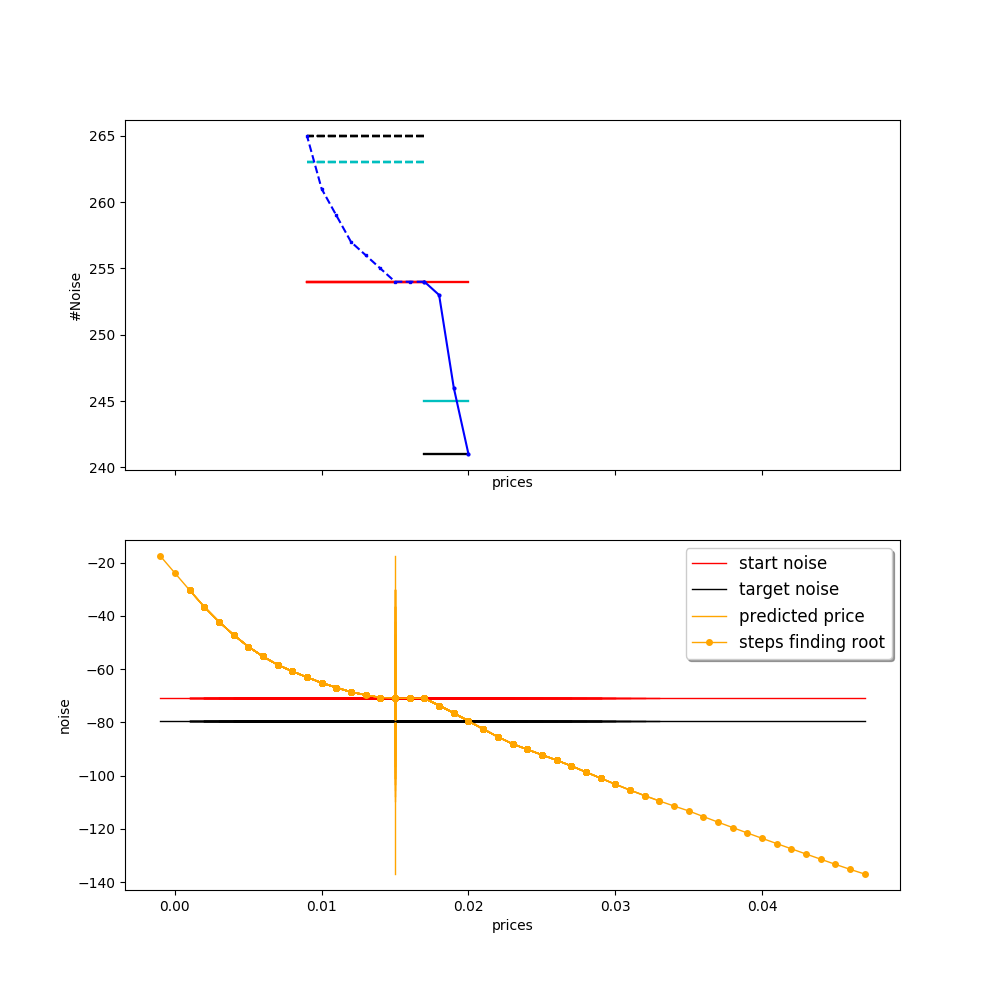 265
260
255
250
245
240
#Noise
prices
start noise
target noise
predicted price
steps finding root
−20
−40
−60
−80
−100
−120
−140
noise
0.00 0.01 0.02 0.03 0.04
prices